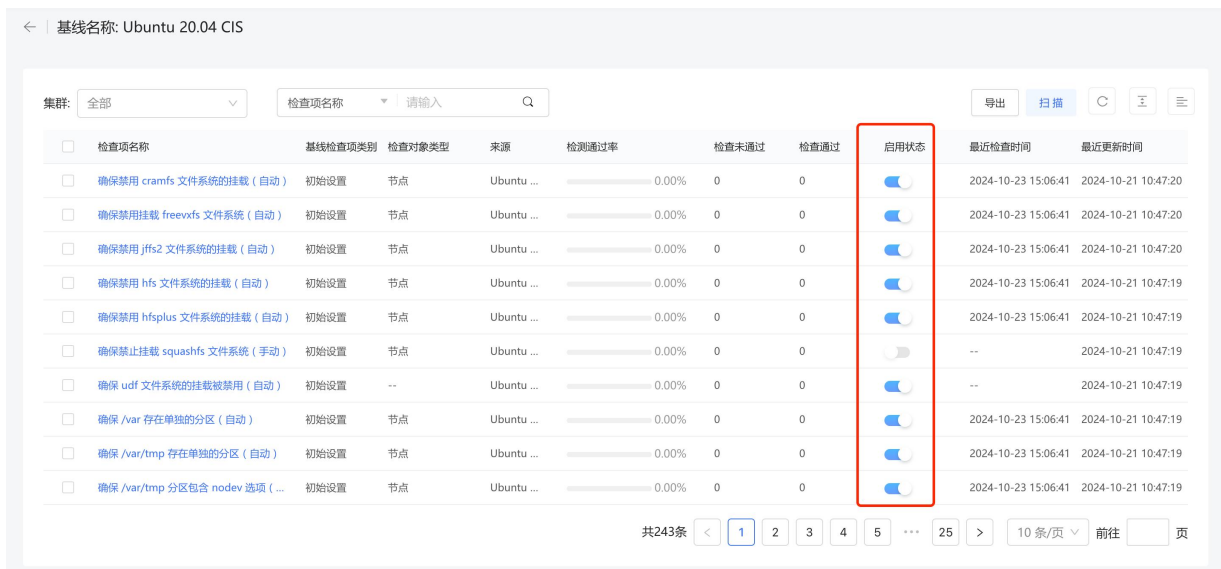 基线名称: Ubuntu 20.04 CIS
集群: 全部 检查项名称 请输入 导出 扫描
检查项名称 基线检查项类别 检查对象类型 来源 检测通过率 检查未通过 检查通过 启用状态 最近检查时间 最近更新时间
确保禁用 cramfs 文件系统的挂载 ( 自动 ) 初始设置 节点 Ubuntu ... 0.00% 0 0 2024-10-23 15:06:41 2024-10-21 10:47:20
确保禁用挂载 freevxfs 文件系统 ( 自动 ) 初始设置 节点 Ubuntu ... 0.00% 0 0 2024-10-23 15:06:41 2024-10-21 10:47:20
确保禁用 jffs2 文件系统的挂载 ( 自动 ) 初始设置 节点 Ubuntu ... 0.00% 0 0 2024-10-23 15:06:41 2024-10-21 10:47:20
确保禁用 hfs 文件系统的挂载 ( 自动 ) 初始设置 节点 Ubuntu ... 0.00% 0 0 2024-10-23 15:06:41 2024-10-21 10:47:19
确保禁用 hfsplus 文件系统的挂载 ( 自动 ) 初始设置 节点 Ubuntu ... 0.00% 0 0 2024-10-23 15:06:41 2024-10-21 10:47:19
确保禁止挂载 squashfs 文件系统 ( 手动 ) 初始设置 节点 Ubuntu ... 0.00% 0 0 -- 2024-10-21 10:47:19
确保 udf 文件系统的挂载被禁用 ( 自动 ) 初始设置 -- Ubuntu ... 0.00% 0 0 -- 2024-10-21 10:47:19
确保 /var 存在单独的分区 ( 自动 ) 初始设置 节点 Ubuntu ... 0.00% 0 0 2024-10-23 15:06:41 2024-10-21 10:47:19
确保 /var/tmp 存在单独的分区 ( 自动 ) 初始设置 节点 Ubuntu ... 0.00% 0 0 2024-10-23 15:06:41 2024-10-21 10:47:19
确保 /var/tmp 分区包含 nodev 选项 ( ... 初始设置 节点 Ubuntu ... 0.00% 0 0 2024-10-23 15:06:41 2024-10-21 10:47:19
共243条 < 1 2 3 4 5 ••• 25 > 10 条/页 前往 页